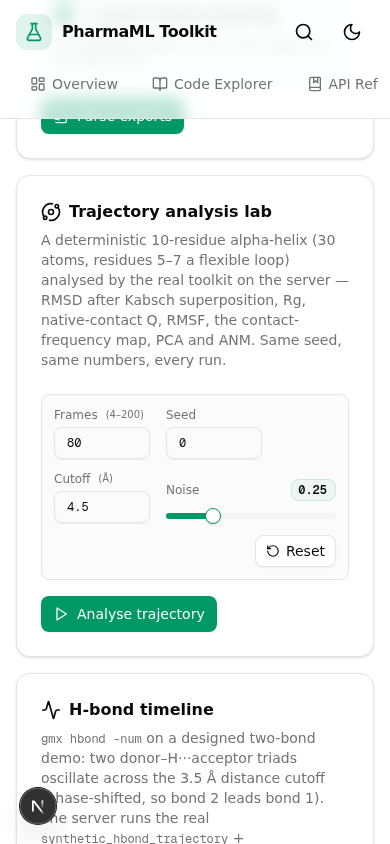 PharmaML Toolkit
Overview
Code Explorer
API Ref
Parse exports
Trajectory analysis lab
A deterministic 10-residue alpha-helix (30
atoms, residues 5–7 a flexible loop)
analysed by the real toolkit on the server —
RMSD after Kabsch superposition, Rg,
native-contact Q, RMSF, the contact-
frequency map, PCA and ANM. Same seed,
same numbers, every run.
Frames (4–200)
Seed
80
0
Cutoff (Å)
Noise
0.25
4.5
Reset
Analyse trajectory
H-bond timeline
gmx hbond -num on a designed two-bond
demo: two donor–H···acceptor triads
oscillate across the 3.5 Å distance cutoff
phase-shifted, so bond 2 leads bond 1).
The server runs the real
synthetic_hbond_trajectory +
N